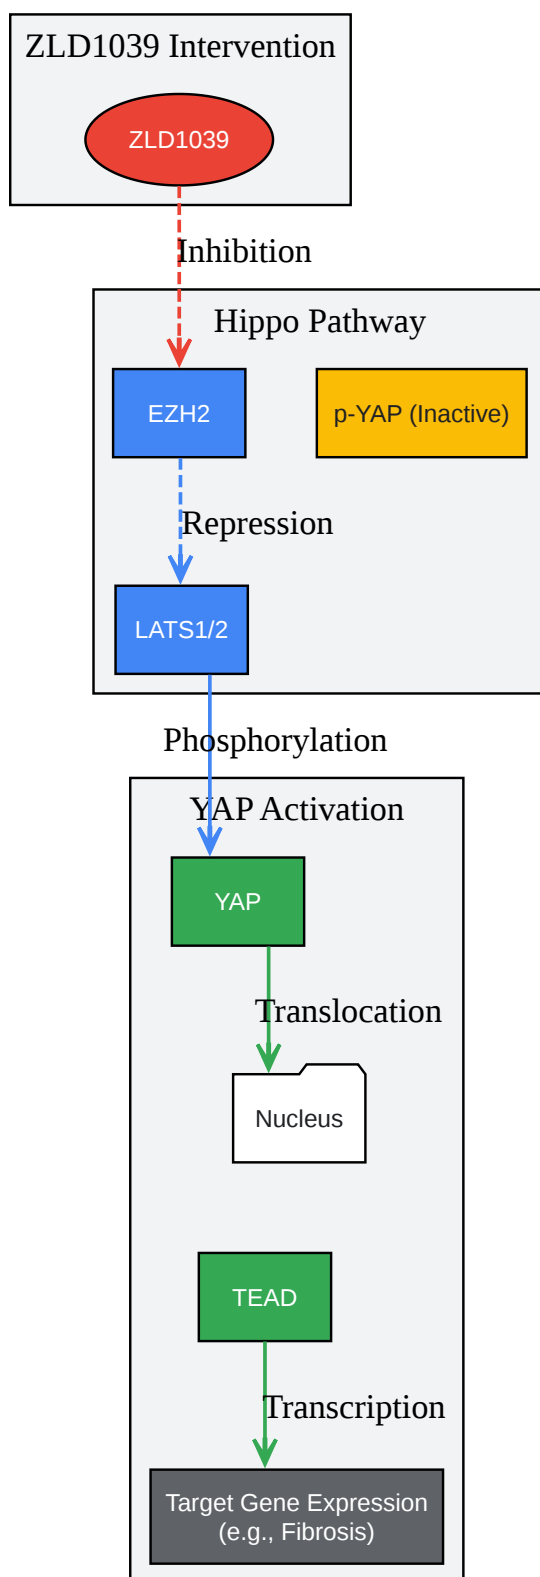 ZLD1039 Intervention
ZLD1039
Inhibition
Hippo Pathway
EZH2
p-YAP (Inactive)
Repression
LATS1/2
Phosphorylation
YAP Activation
YAP
Translocation
Nucleus
TEAD
Transcription
Target Gene Expression
(e.g., Fibrosis)